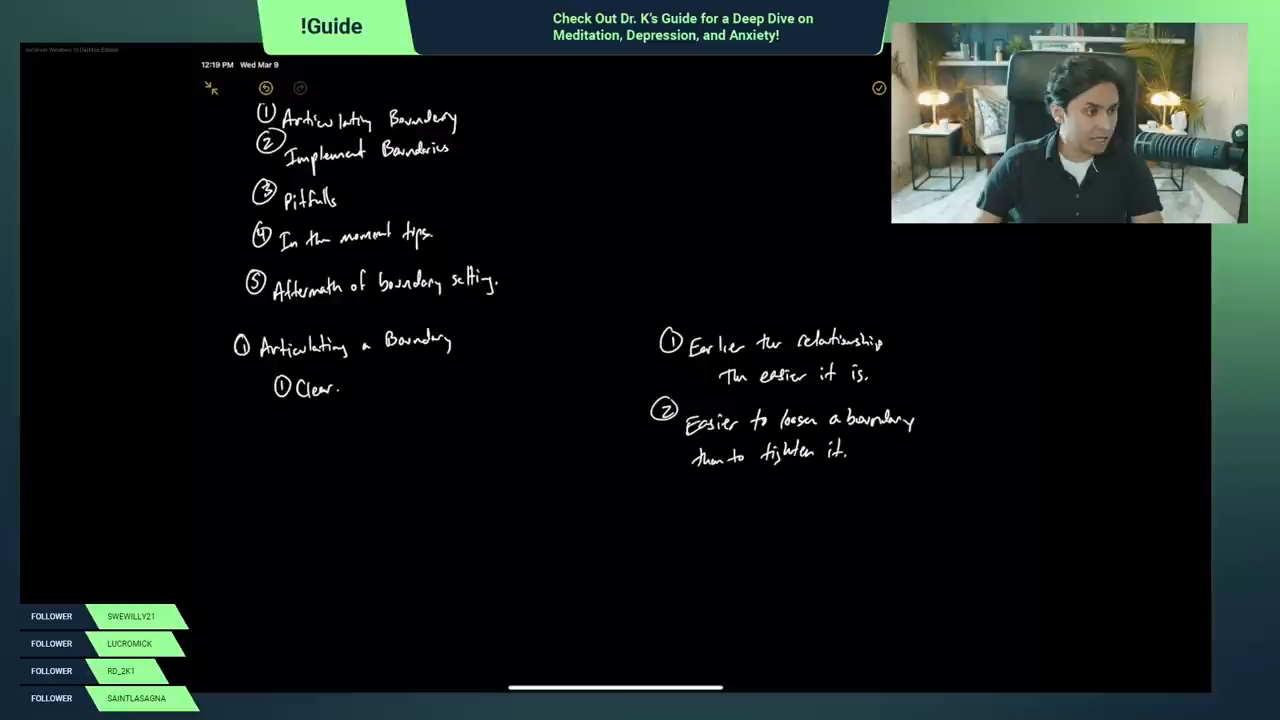 !Guide
Check Out Dr. K's Guide for a Deep Dive on
Meditation, Depression, and Anxiety!
12:19 PM Wed Mar 9
① Articulating Boundary
② Implement Boundaries
③ Pitfalls
④ In the moment tips.
⑤ Aftermath of boundary setting.
① Articulating a Boundary
① Clear.
① Earlier the relationship
The easier it is.
② Easier to loosen a boundary
than to tighten it.
FOLLOWER SWEWILLY21
FOLLOWER LUCROMICK
FOLLOWER RD_2K1
FOLLOWER SAINTLASAGNA